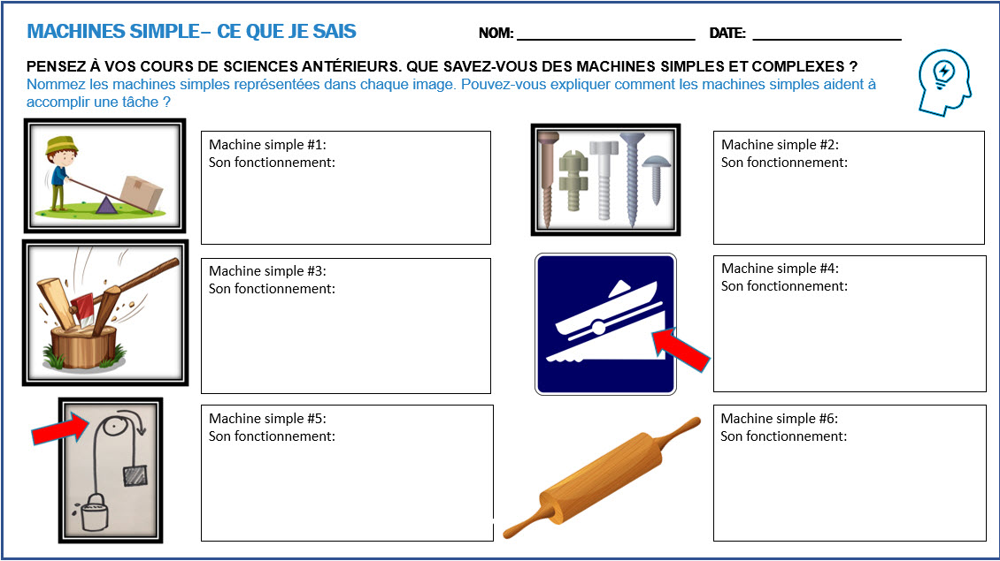 MACHINES SIMPLE– CE QUE JE SAIS
NOM: ____________________ DATE: ____________________
PENSEZ À VOS COURS DE SCIENCES ANTÉRIEURS. QUE SAVEZ-VOUS DES MACHINES SIMPLES ET COMPLEXES ?
Nommez les machines simples représentées dans chaque image. Pouvez-vous expliquer comment les machines simples aident à
accomplir une tâche ?
Machine simple #1:
Son fonctionnement:
Machine simple #2:
Son fonctionnement:
Machine simple #3:
Son fonctionnement:
Machine simple #4:
Son fonctionnement:
Machine simple #5:
Son fonctionnement:
Machine simple #6:
Son fonctionnement: